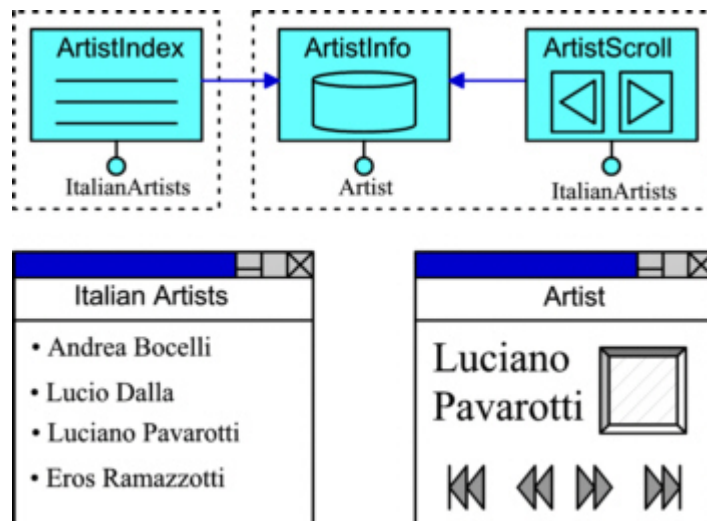 ArtistIndex
ArtistInfo
ArtistScroll
ItalianArtists
Artist
ItalianArtists
Italian Artists
• Andrea Bocelli
• Lucio Dalla
• Luciano Pavarotti
• Eros Ramazzotti
Artist
Luciano
Pavarotti